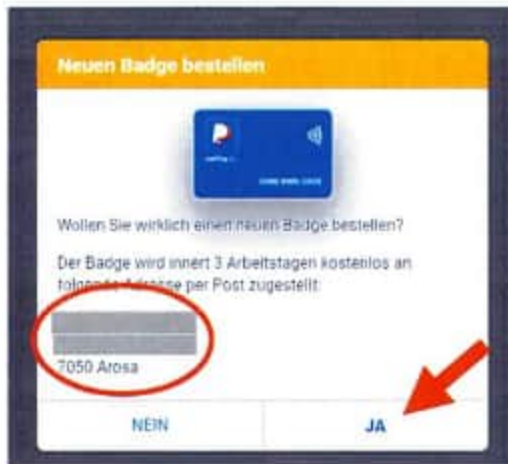 Neuen Badge bestellen
Wollen Sie wirklich einen neuen Badge bestellen?
Der Badge wird innert 3 Arbeitstagen kostenlos an
folgende Adresse per Post zugestellt:
7050 Arosa
NEIN
JA